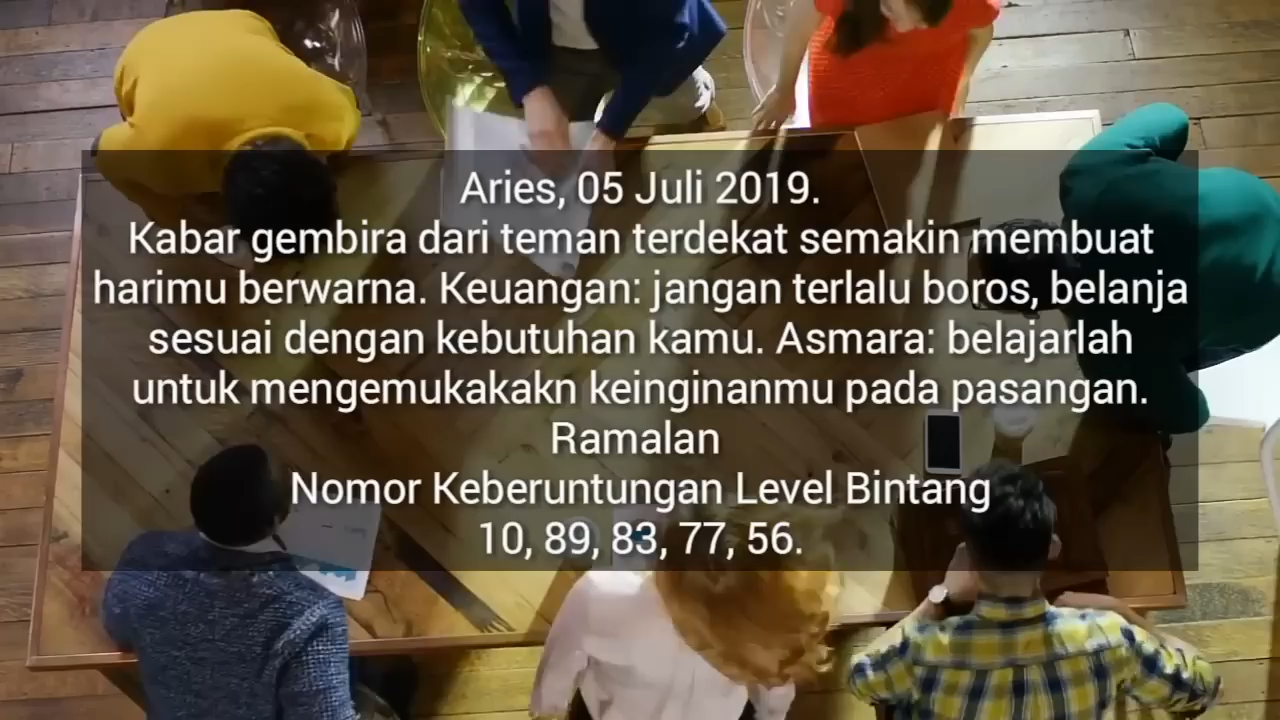 Aries, 05 Juli 2019.
Kabar gembira dari teman terdekat semakin membuat
harimu berwarna. Keuangan: jangan terlalu boros, belanja
sesuai dengan kebutuhan kamu. Asmara: belajarlah
untuk mengemukakakn keinginanmu pada pasangan.
Ramalan
Nomor Keberuntungan Level Bintang
10, 89, 83, 77, 56.